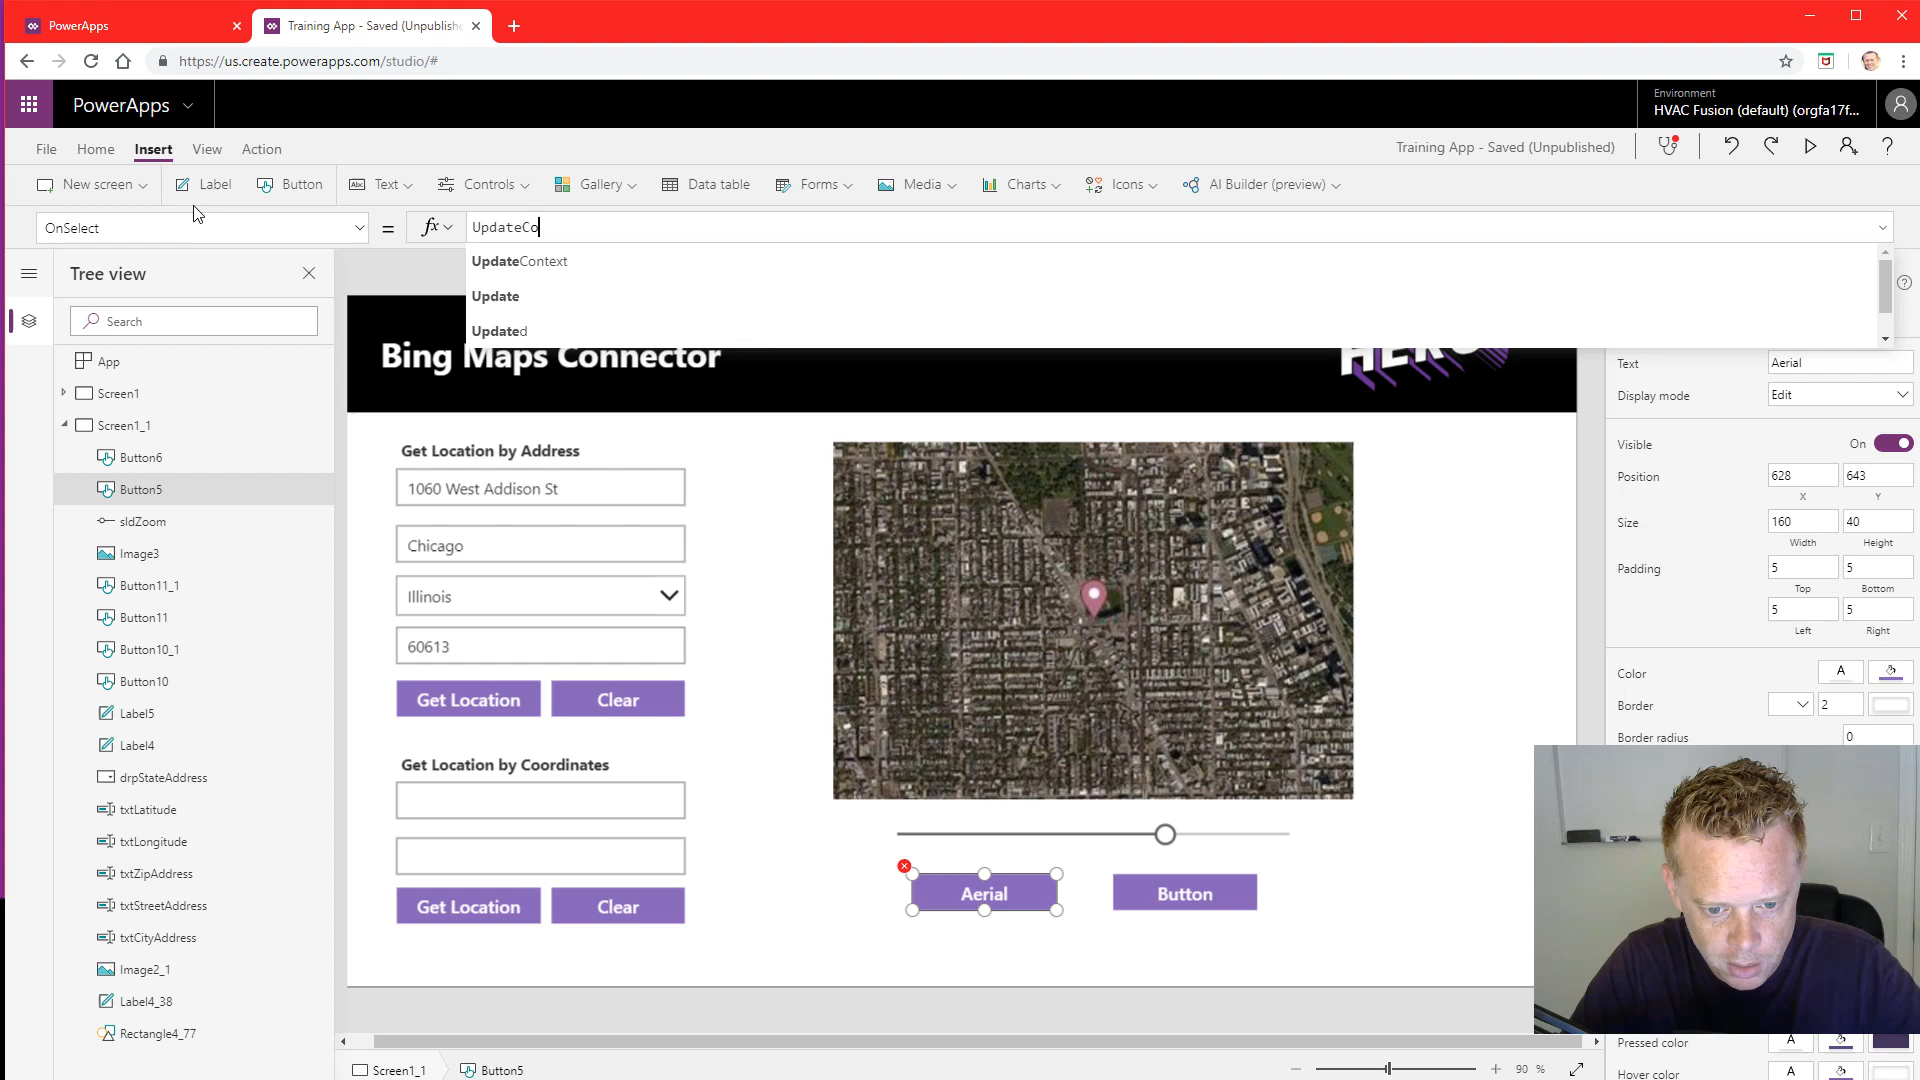 PowerApps
Training App - Saved (Unpublishe
https://us.create.powerapps.com/studio/#
PowerApps
Environment
HVAC Fusion (default) (orgfa17f...
File Home Insert View Action
Training App - Saved (Unpublished)
New screen Label Button Abc Text Controls Gallery Data table Forms Media Charts Icons AI Builder (preview)
OnSelect = fx UpdateCo
UpdateContext
Update
Updated
Tree view
Search
App
Screen1
Screen1_1
Button6
Button5
sldZoom
Image3
Button11_1
Button11
Button10_1
Button10
Label5
Label4
drpStateAddress
txtLatitude
txtLongitude
txtZipAddress
txtStreetAddress
txtCityAddress
Image2_1
Label4_38
Rectangle4_77
Bing Maps Connector
HERO
Get Location by Address
1060 West Addison St
Chicago
Illinois
60613
Get Location Clear
Get Location by Coordinates
Get Location Clear
Aerial Button
Text Aerial
Display mode Edit
Visible On
Position 628 643
X Y
Size 160 40
Width Height
Padding 5 5
Top Bottom
5 5
Left Right
Color A
Border 2
Border radius 0
Pressed color A
Hover color A
Screen1_1 Button5
90 %